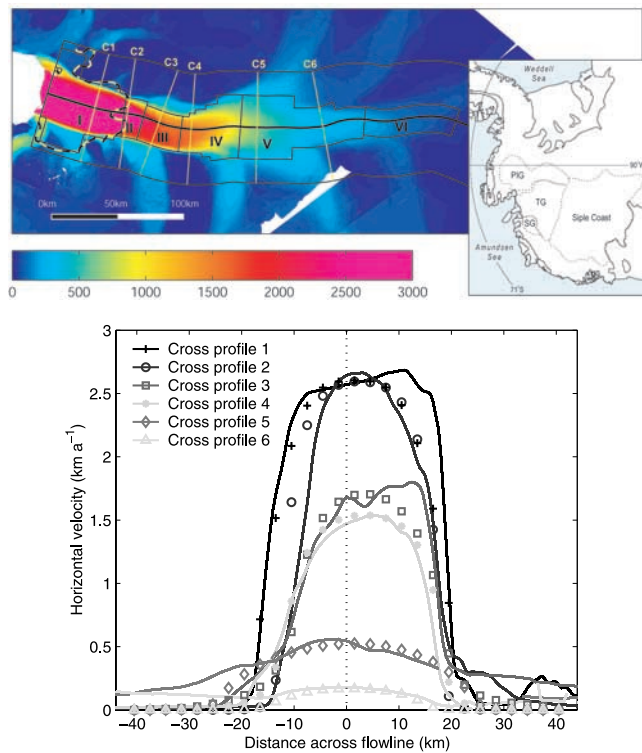 C1
C2
C3
C4
C5
C6
I
II
III
IV
V
VI
0km
50km
100km
0
500
1000
1500
2000
2500
3000
Weddell
Sea
90°W
PIG
TG
SG
Siple Coast
Amundsen
Sea
71°S
Cross profile 1
Cross profile 2
Cross profile 3
Cross profile 4
Cross profile 5
Cross profile 6
3
2.5
2
1.5
1
0.5
0
Horizontal velocity (km a⁻¹)
−40
−30
−20
−10
0
10
20
30
40
Distance across flowline (km)